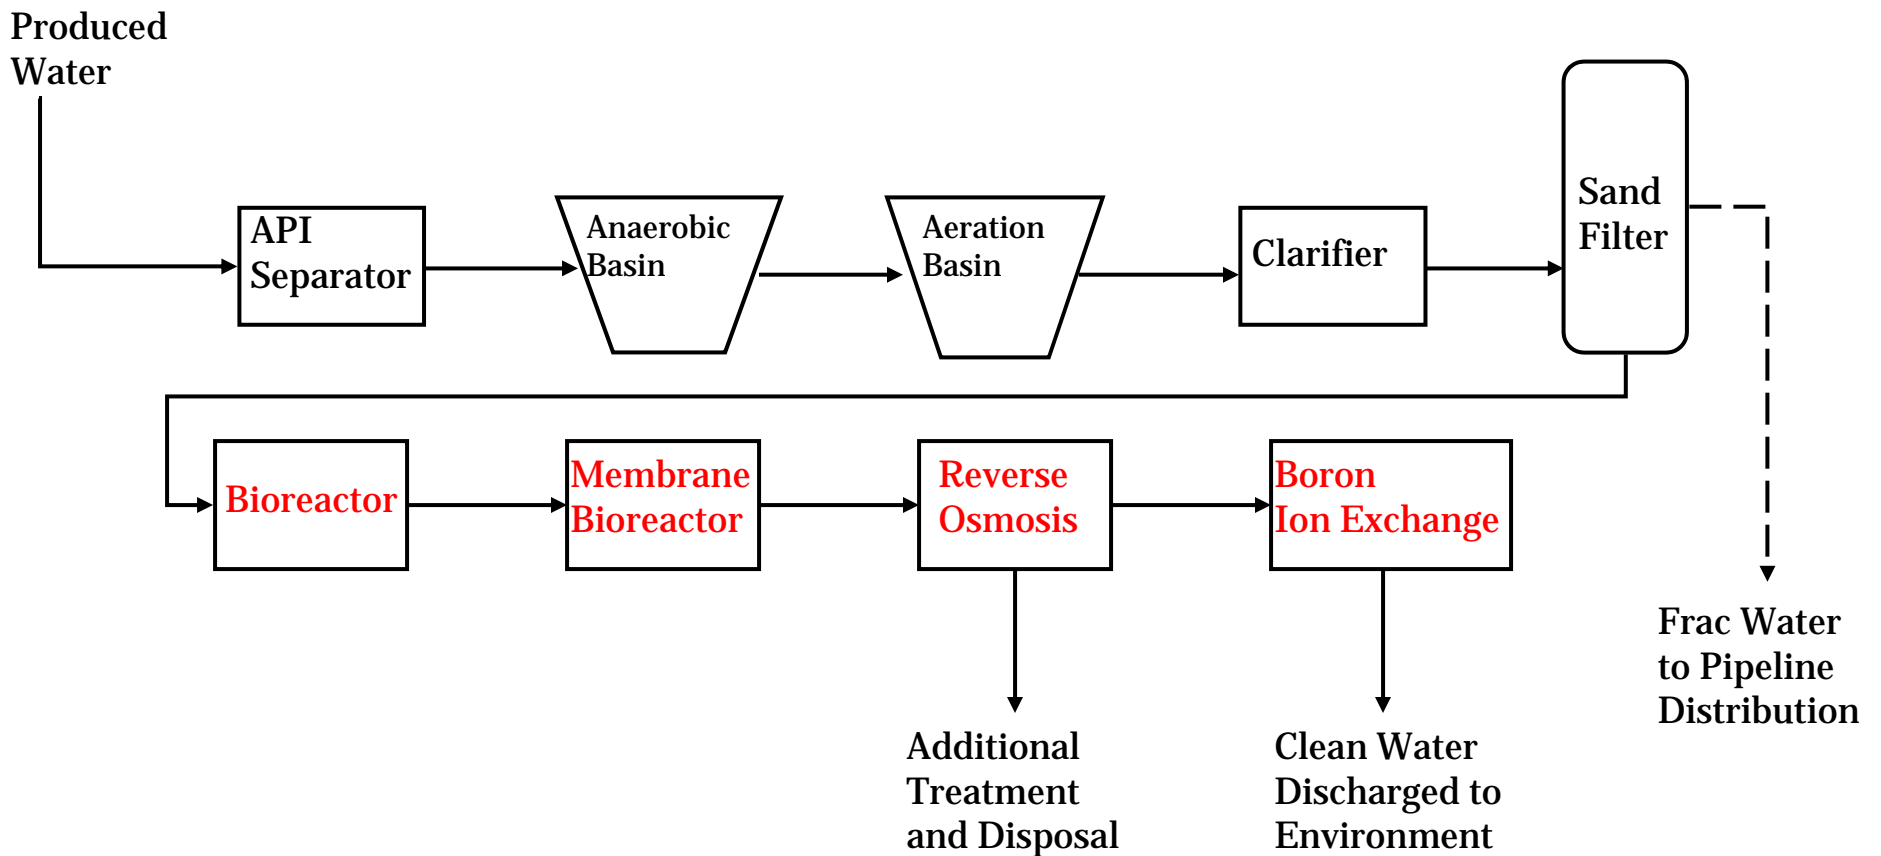 Produced
Water
API
Separator
Anaerobic
Basin
Aeration
Basin
Clarifier
Sand
Filter
Bioreactor
Membrane
Bioreactor
Reverse
Osmosis
Boron
Ion Exchange
Frac Water
to Pipeline
Distribution
Additional
Treatment
and Disposal
Clean Water
Discharged to
Environment